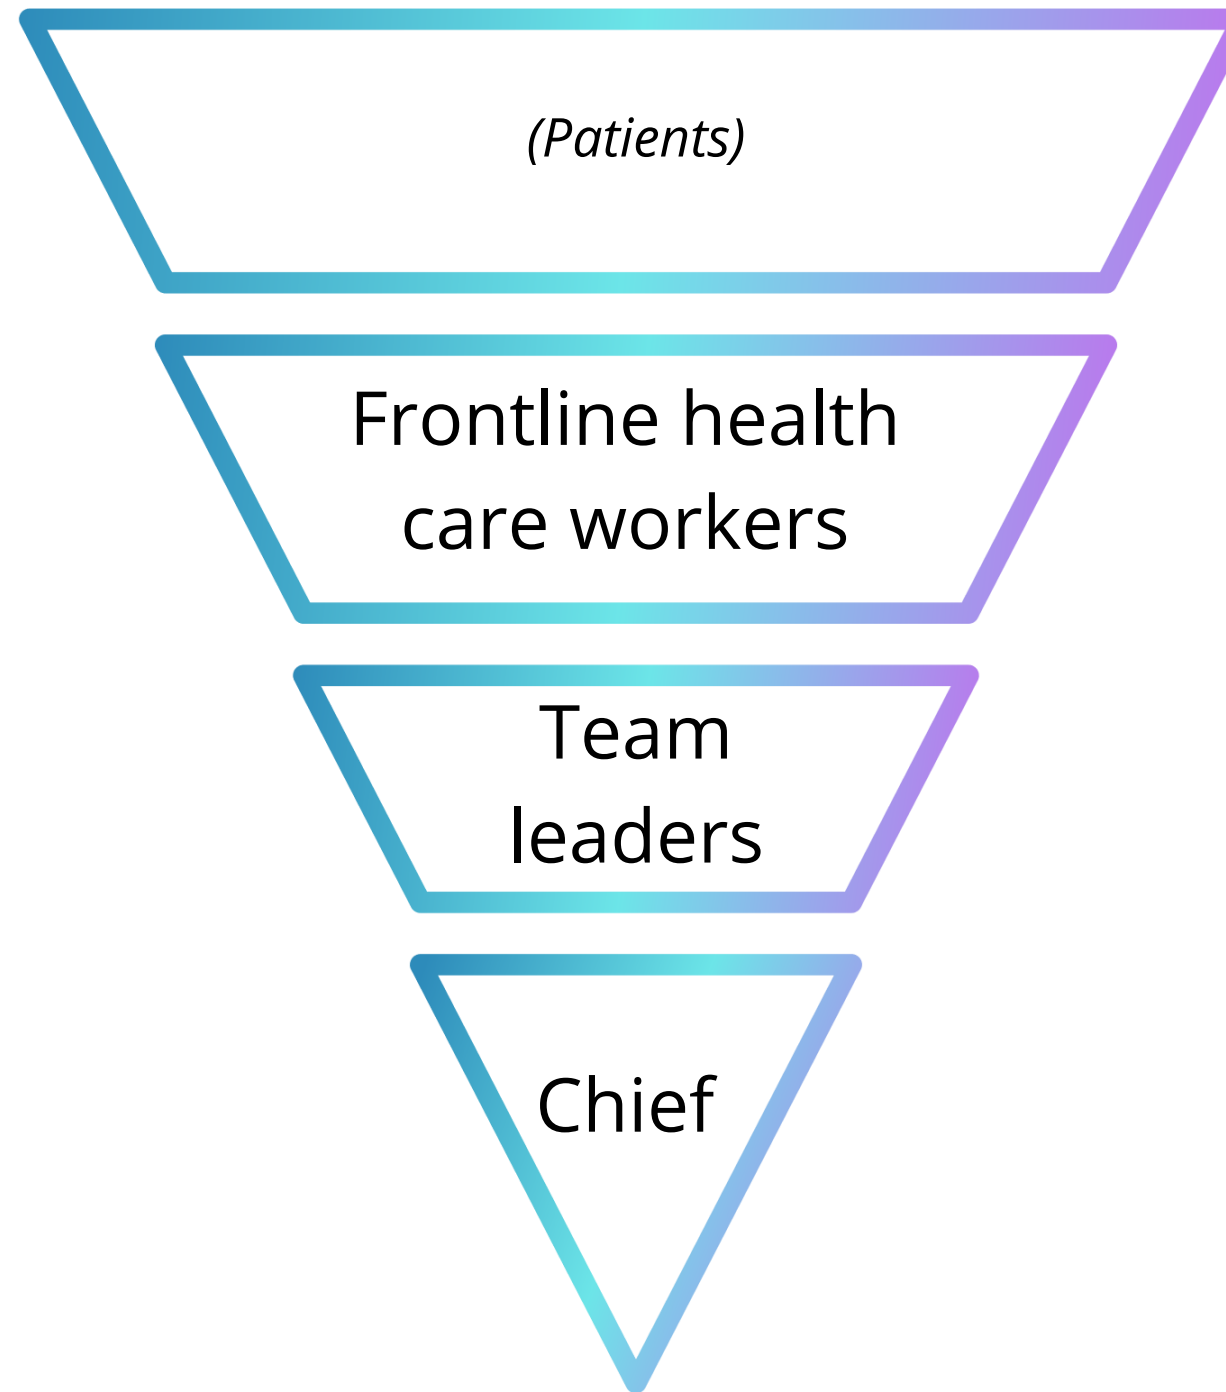 (Patients)
Frontline health
care workers
Team
leaders
Chief